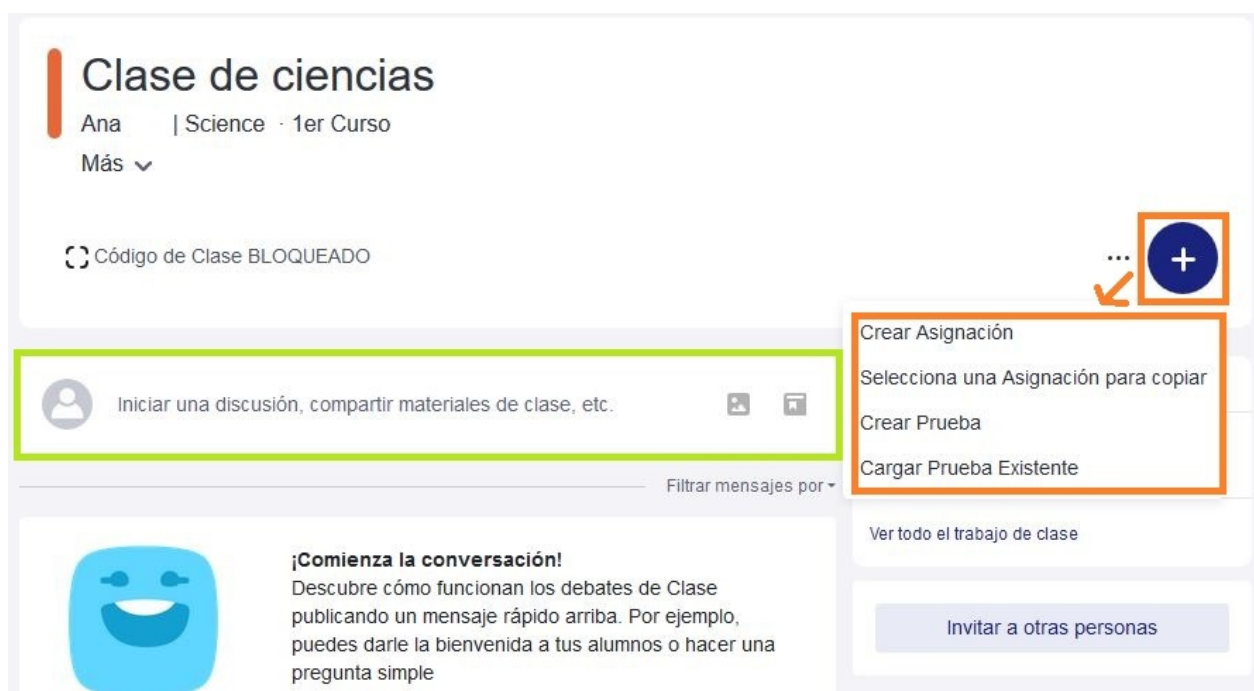 Clase de ciencias
Ana | Science · 1er Curso
Más
Código de Clase BLOQUEADO
...
+
Crear Asignación
Selecciona una Asignación para copiar
Crear Prueba
Cargar Prueba Existente
Iniciar una discusión, compartir materiales de clase, etc.
Filtrar mensajes por
Ver todo el trabajo de clase
Invitar a otras personas
¡Comienza la conversación!
Descubre cómo funcionan los debates de Clase
publicando un mensaje rápido arriba. Por ejemplo,
puedes darle la bienvenida a tus alumnos o hacer una
pregunta simple